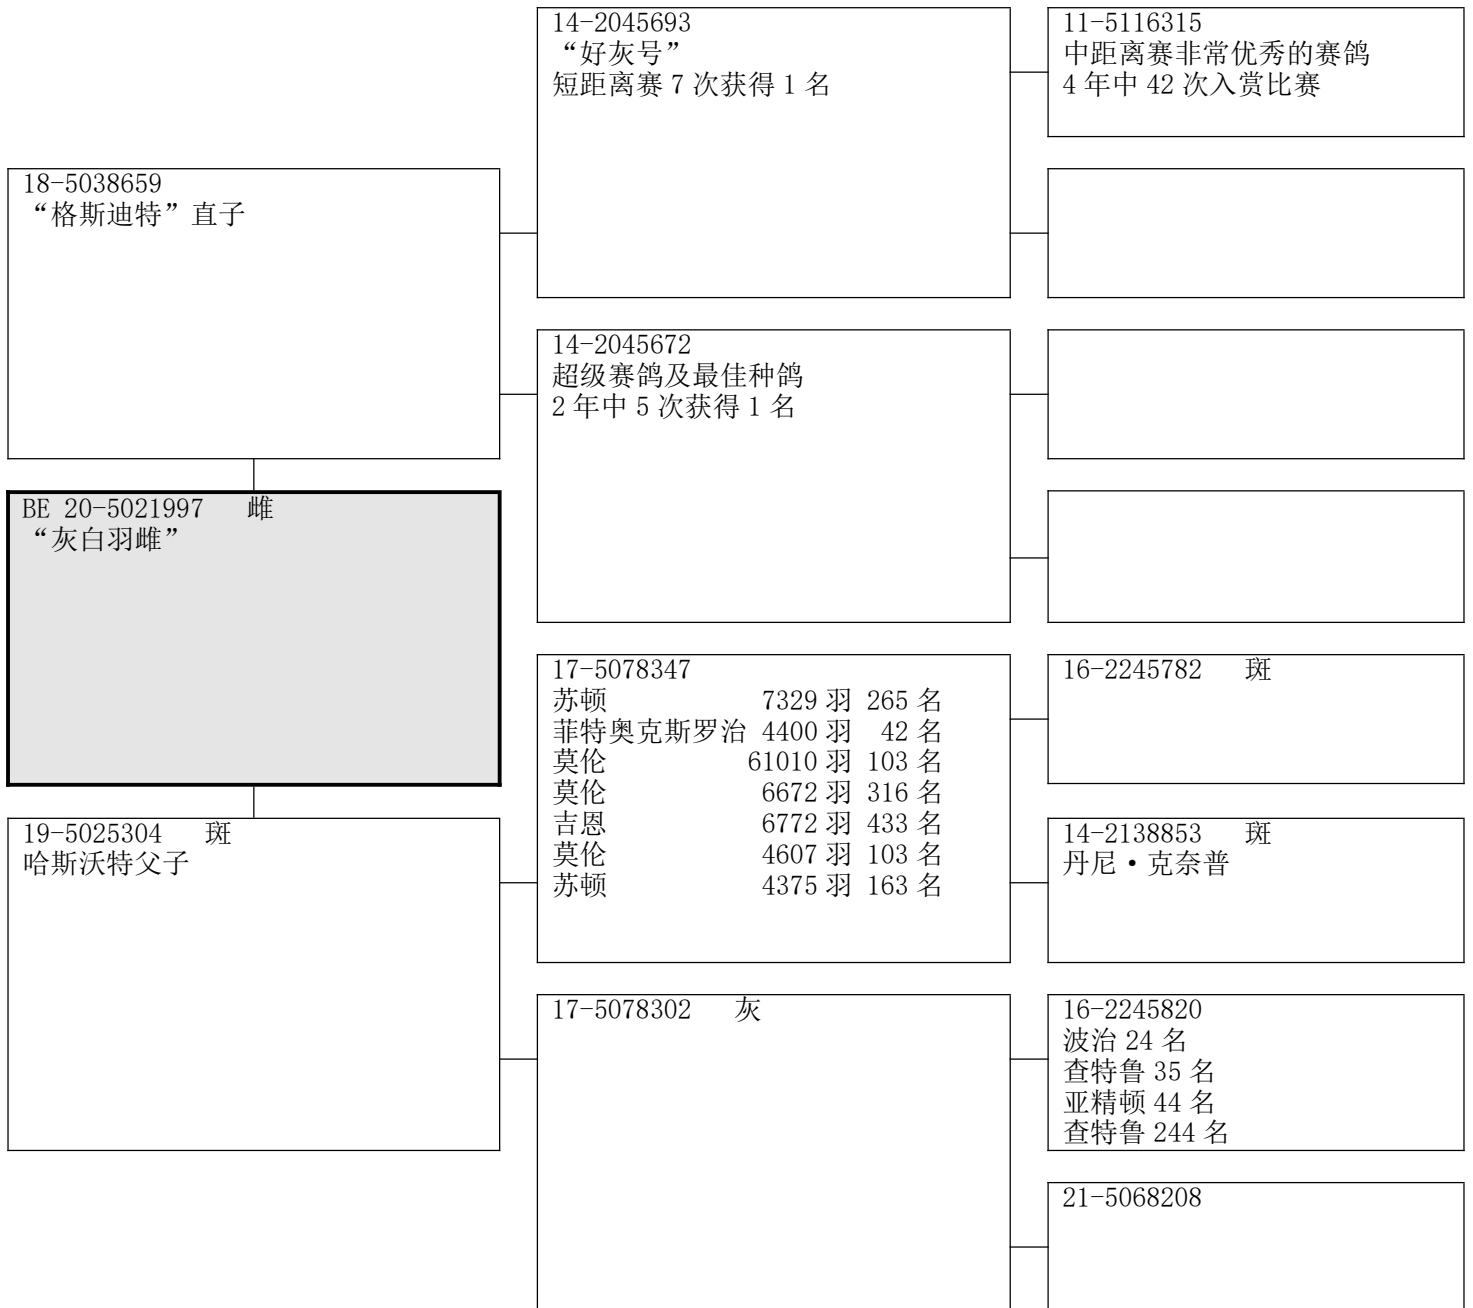 14-2045693
“好灰号”
短距离赛 7 次获得 1 名
11-5116315
中距离赛非常优秀的赛鸽
4 年中 42 次入赏比赛
18-5038659
“格斯迪特”直子
14-2045672
超级赛鸽及最佳种鸽
2 年中 5 次获得 1 名
BE 20-5021997 雌
“灰白羽雌”
17-5078347
苏顿 7329 羽 265 名
菲特奥克斯罗治 4400 羽 42 名
莫伦 61010 羽 103 名
莫伦 6672 羽 316 名
吉恩 6772 羽 433 名
莫伦 4607 羽 103 名
苏顿 4375 羽 163 名
16-2245782 斑
19-5025304 斑
哈斯沃特父子
14-2138853 斑
丹尼·克奈普
17-5078302 灰
16-2245820
波治 24 名
查特鲁 35 名
亚精顿 44 名
查特鲁 244 名
21-5068208